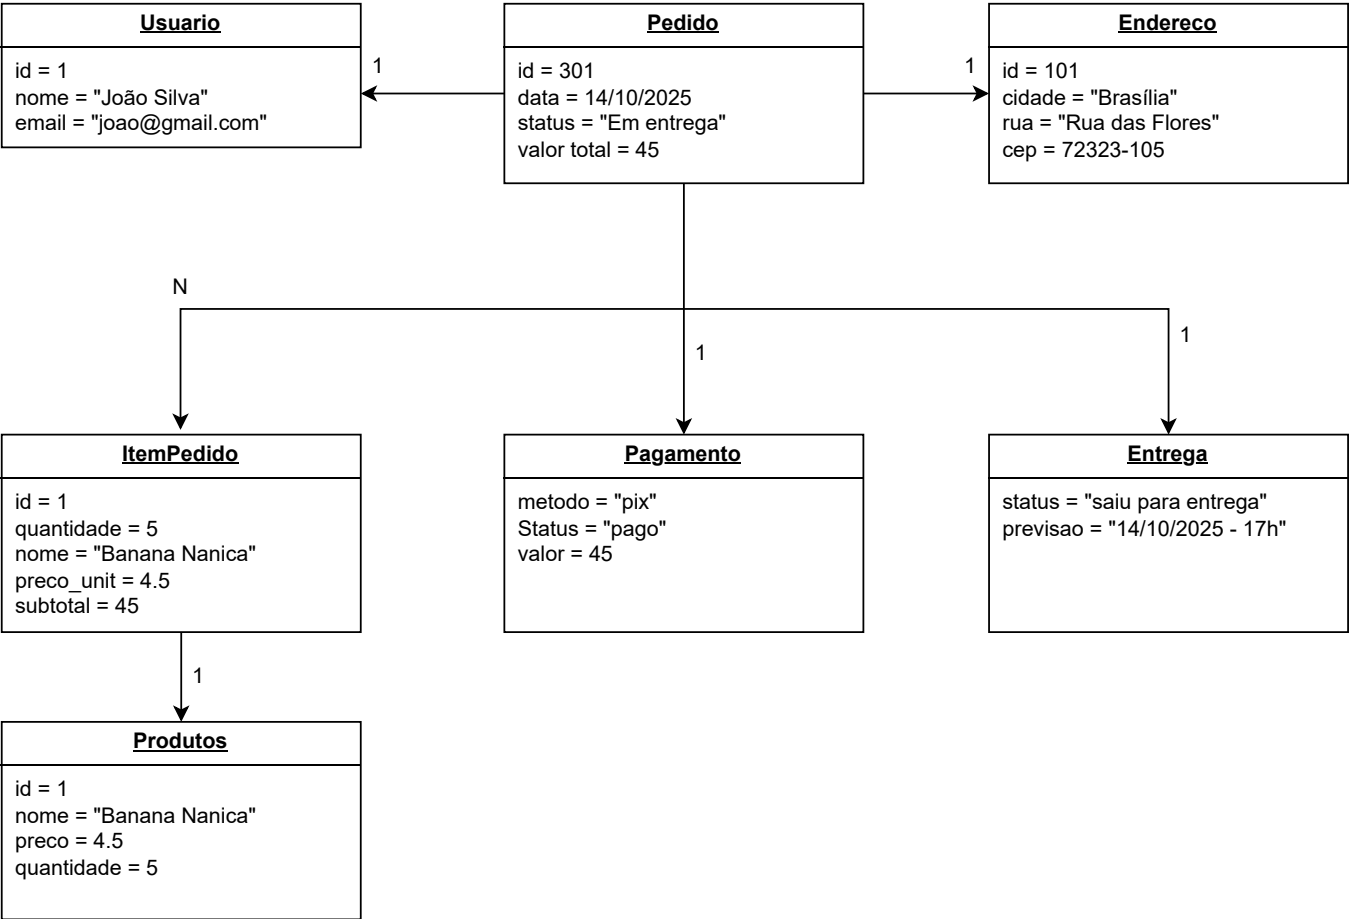 Usuario
id = 1
nome = "João Silva"
email = "joao@gmail.com"
1
Pedido
id = 301
data = 14/10/2025
status = "Em entrega"
valor total = 45
1
Endereco
id = 101
cidade = "Brasília"
rua = "Rua das Flores"
cep = 72323-105
N
1
1
ItemPedido
id = 1
quantidade = 5
nome = "Banana Nanica"
preco_unit = 4.5
subtotal = 45
Pagamento
metodo = "pix"
Status = "pago"
valor = 45
Entrega
status = "saiu para entrega"
previsao = "14/10/2025 - 17h"
1
Produtos
id = 1
nome = "Banana Nanica"
preco = 4.5
quantidade = 5